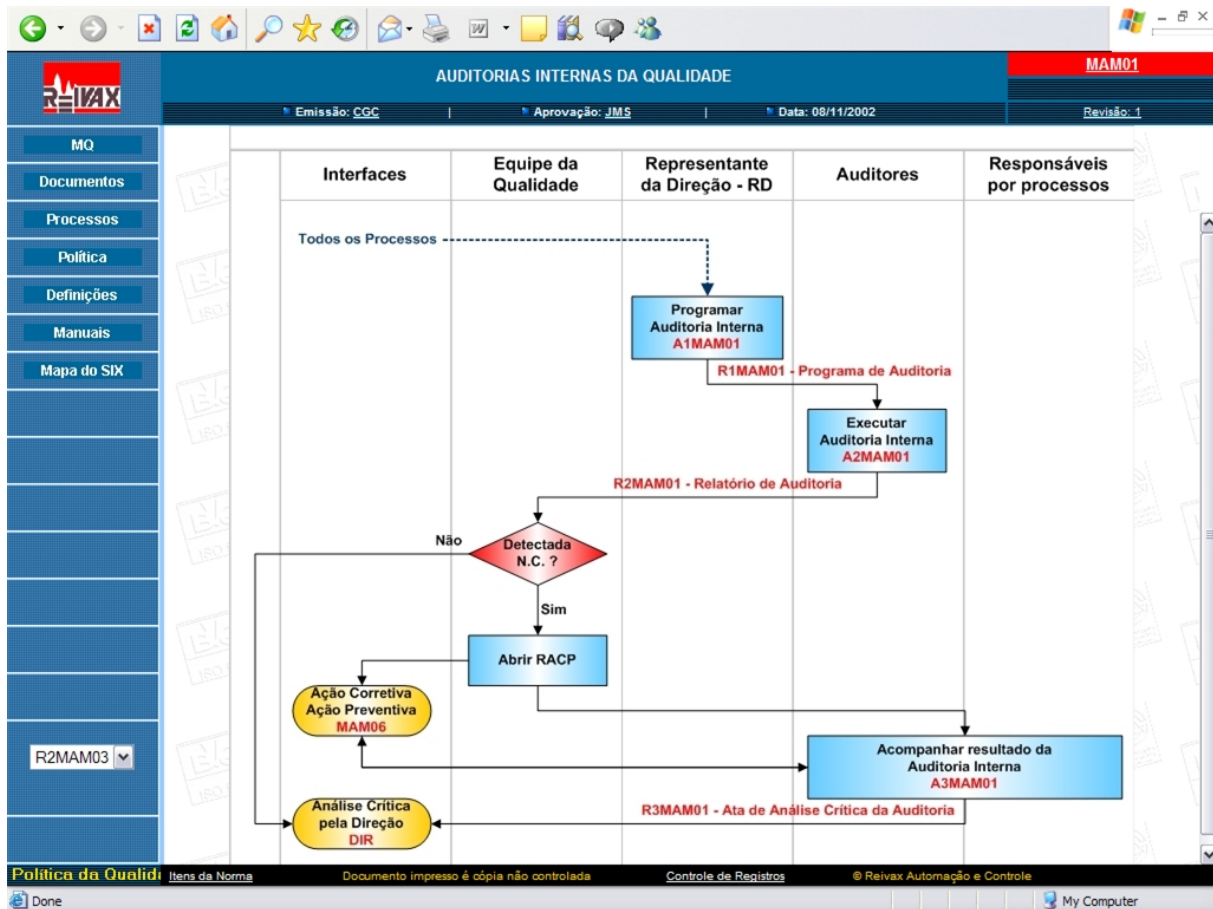 REIVAX
AUDITORIAS INTERNAS DA QUALIDADE
MAM01
Emissão: CGC | Aprovação: JMS | Data: 08/11/2002
Revisão: 1
MQ
Documentos
Processos
Política
Definições
Manuais
Mapa do SIX
R2MAM03
Interfaces
Equipe da
Qualidade
Representante
da Direção - RD
Auditores
Responsáveis
por processos
Todos os Processos
Programar
Auditoria Interna
A1MAM01
R1MAM01 - Programa de Auditoria
Executar
Auditoria Interna
A2MAM01
R2MAM01 - Relatório de Auditoria
Não
Detectada
N.C. ?
Sim
Abrir RACP
Ação Corretiva
Ação Preventiva
MAM06
Acompanhar resultado da
Auditoria Interna
A3MAM01
R3MAM01 - Ata de Análise Crítica da Auditoria
Análise Crítica
pela Direção
DIR
Política da Qualid
Itens da Norma
Documento impresso é cópia não controlada
Controle de Registros
© Reivax Automação e Controle
Done
My Computer